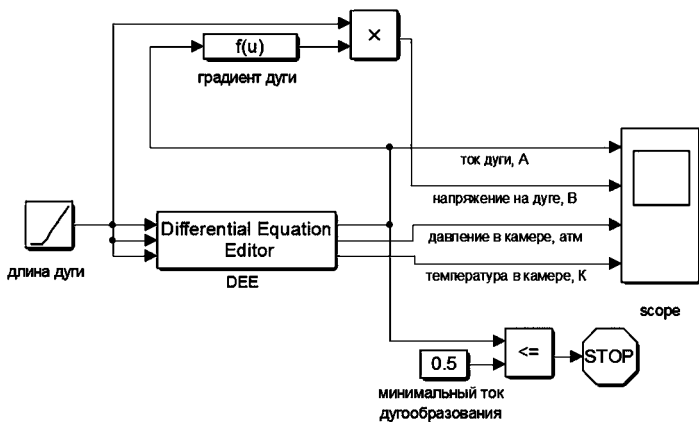 f(u)
×
градиент дуги
ток дуги, А
напряжение на дуге, В
Differential Equation
Editor
давление в камере, атм
длина дуги
DEE
температура в камере, К
scope
<=
STOP
0.5
минимальный ток
дугообразования